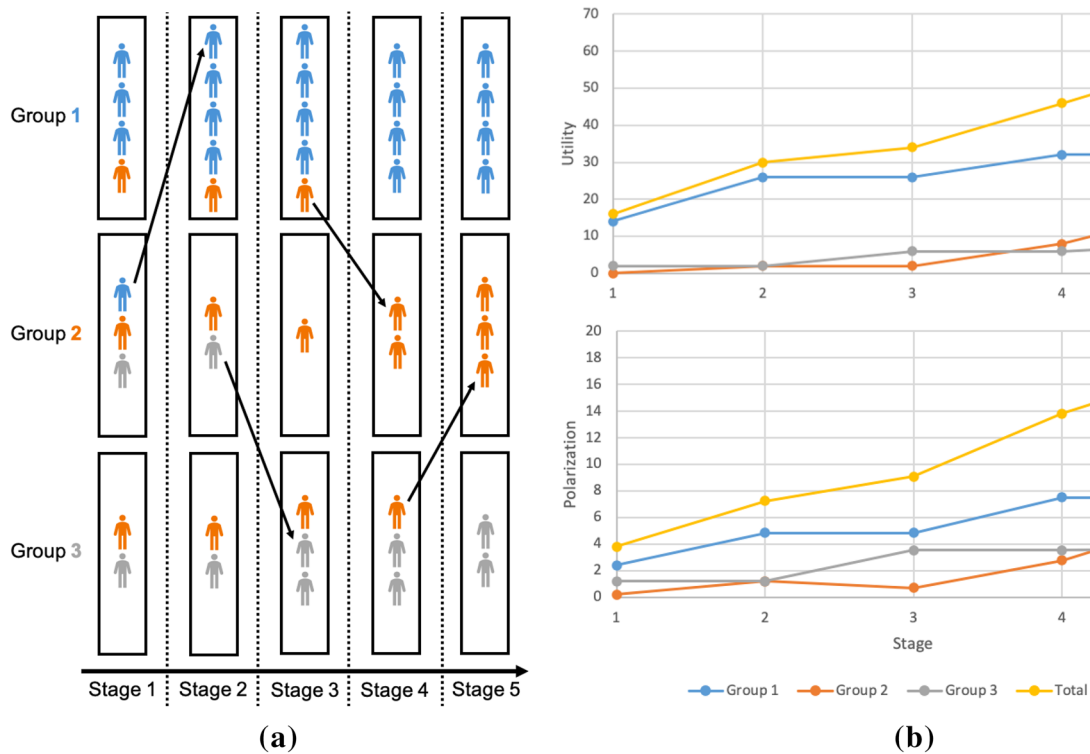 Group 1
Group 2
Group 3
Stage 1
Stage 2
Stage 3
Stage 4
Stage 5
(a)
70
60
50
40
30
20
10
0
Utility
1
2
3
4
20
18
16
14
12
10
8
6
4
2
0
Polarization
1
2
3
4
Stage
Group 1
Group 2
Group 3
Total
(b)